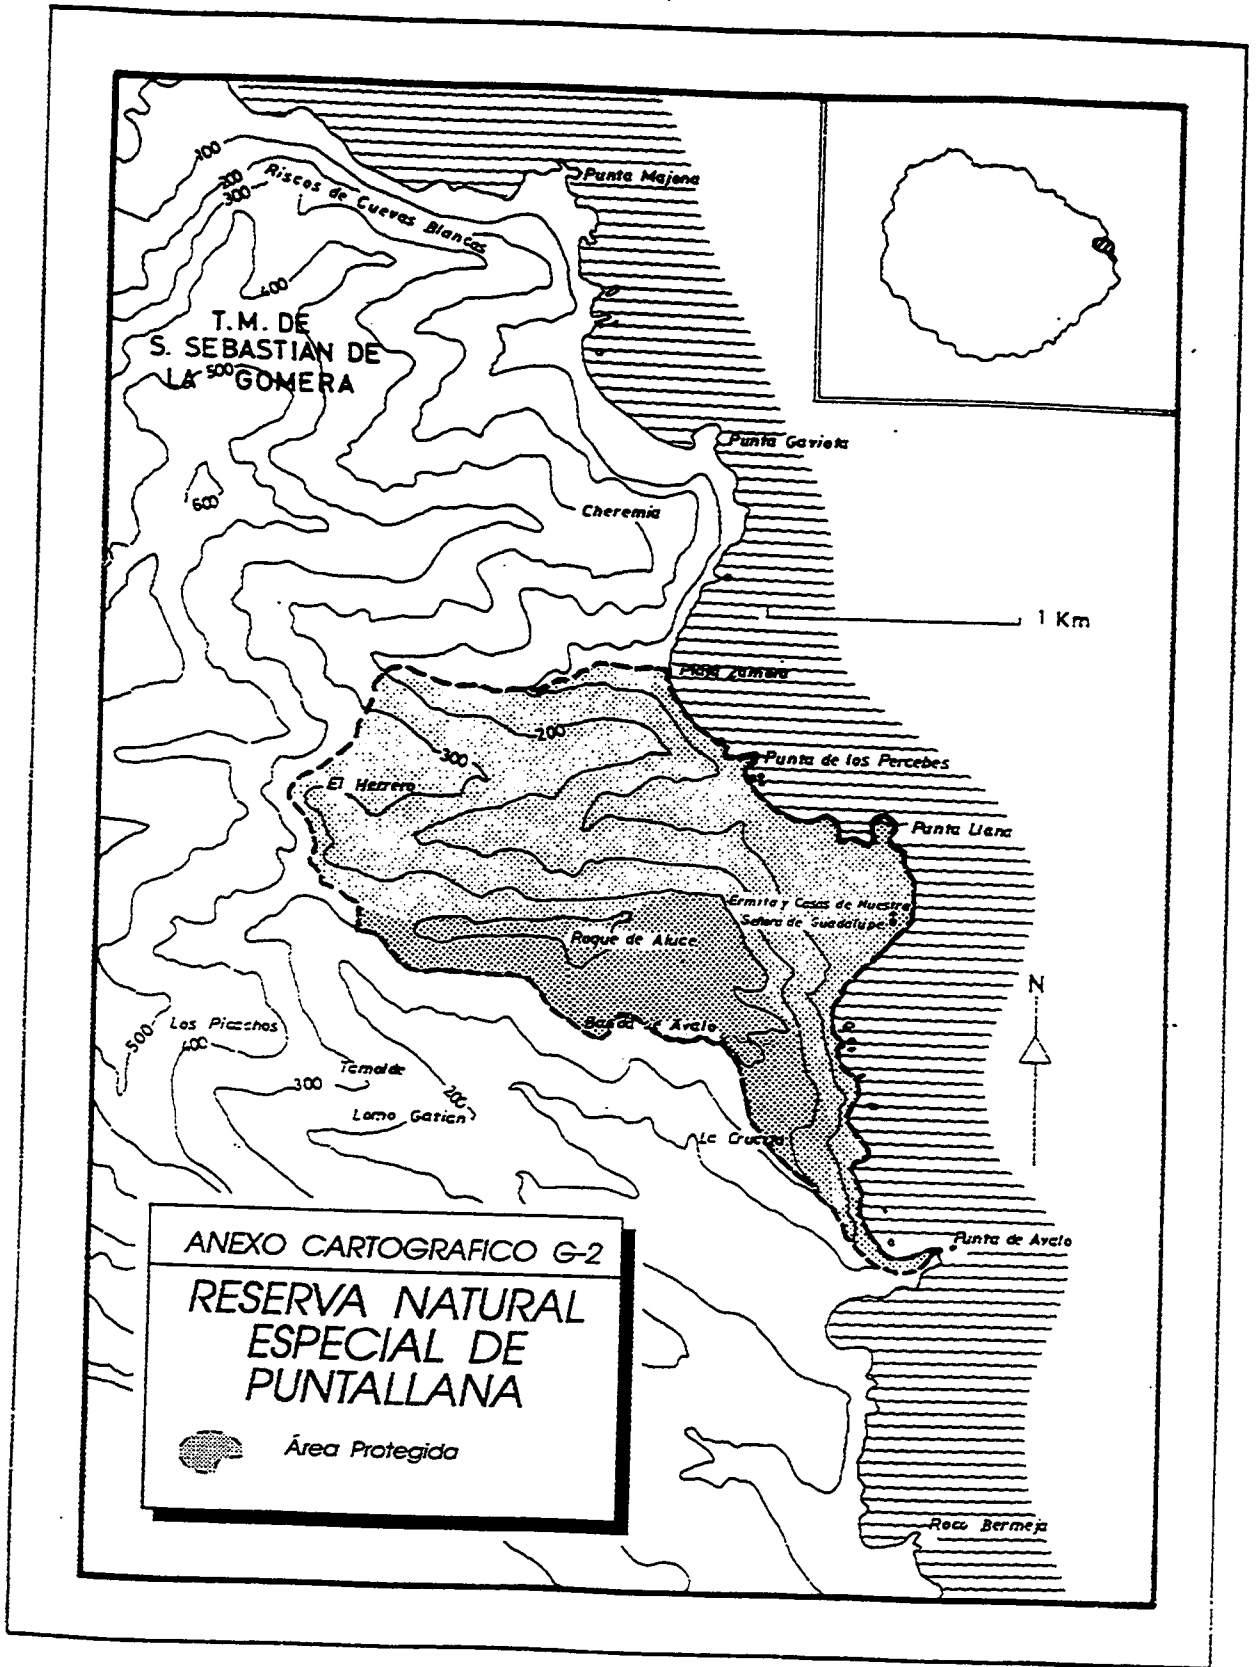 Punta Majona
100
200
300
Riscos de Cuevas Blancas
400
T.M. DE
S. SEBASTIAN DE
LA GOMERA
500
Punta Gaviota
600
Cheremia
1 Km
Playa Zamora
200
300
Punta de los Percebes
El Herrero
Punta Llana
Ermita y Casas de Nuestra
Señora de Guadalupe
Roque de Aluce
N
Los Picachos
500
400
Bajda de Avalo
300
200
Lomo Gatien
Punta de Avalo
ANEXO CARTOGRAFICO G-2
RESERVA NATURAL
ESPECIAL DE
PUNTALLANA
Área Protegida
Roca Bermeja